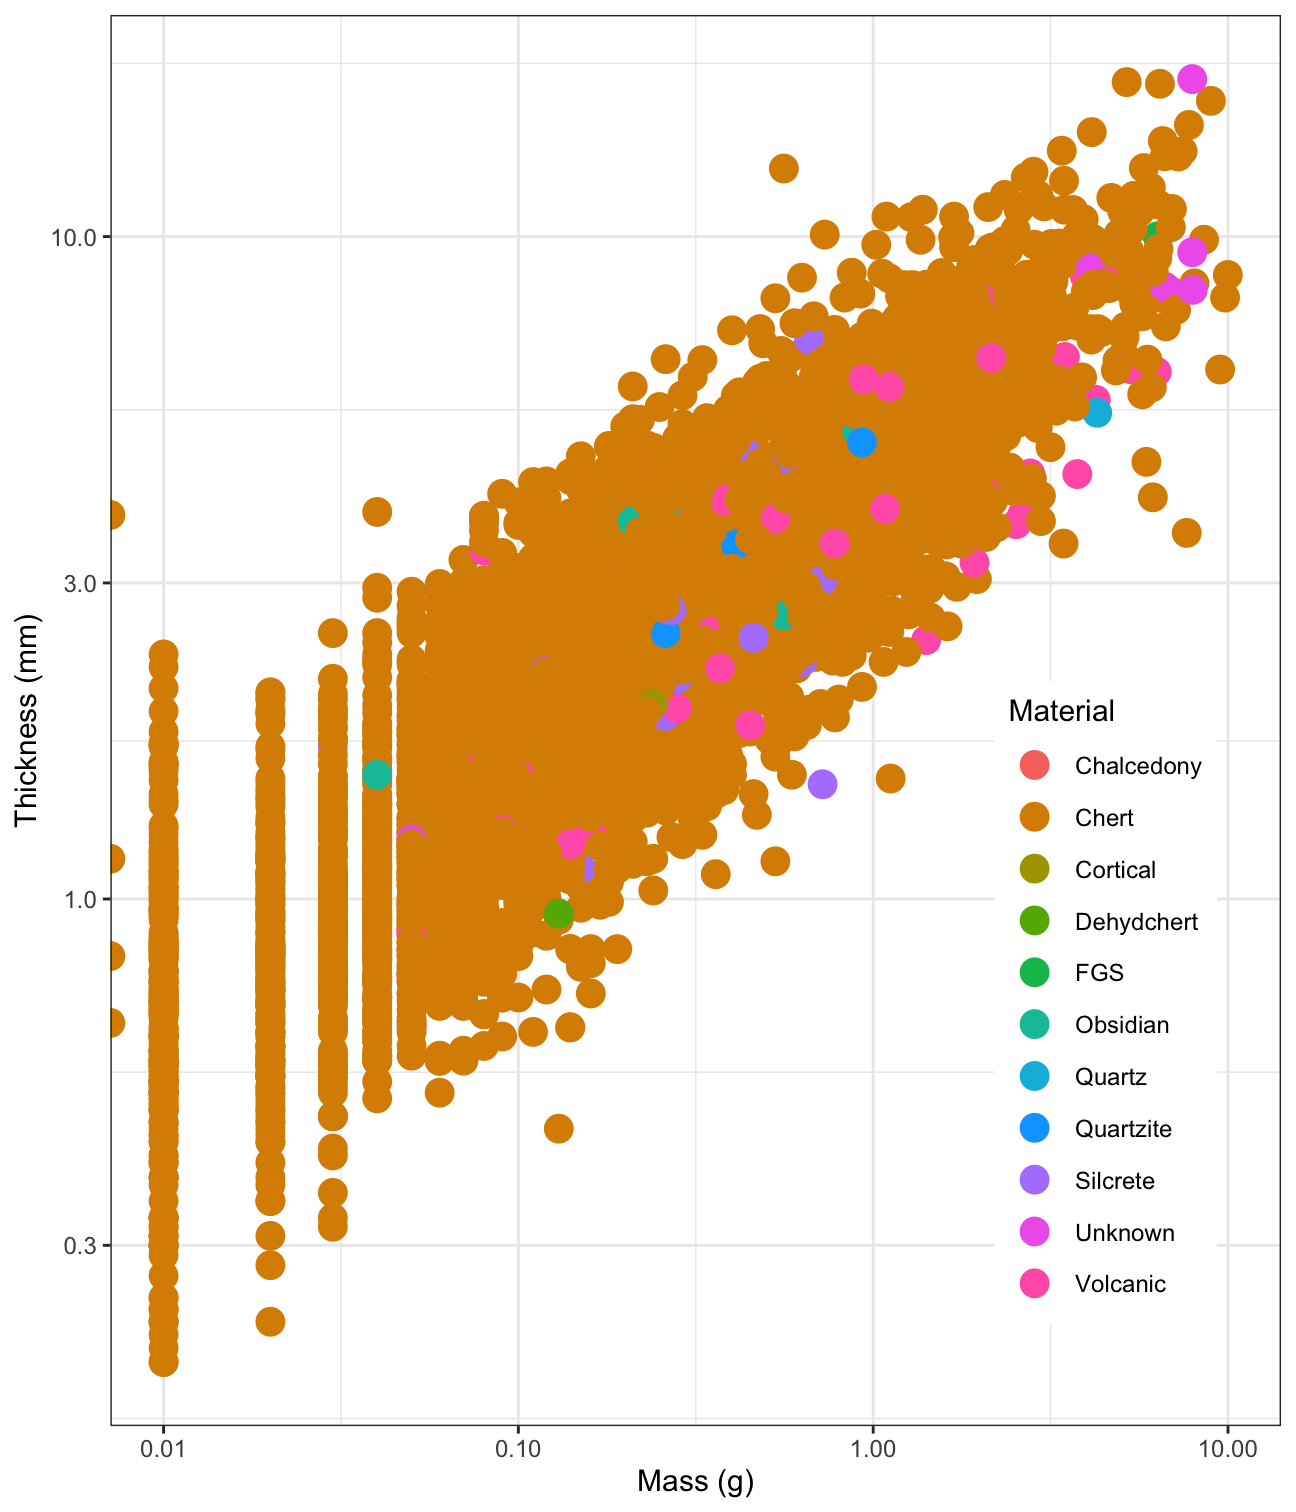 10.0
3.0
1.0
0.3
Thickness (mm)
0.01
0.10
1.00
10.00
Mass (g)
Material
Chalcedony
Chert
Cortical
Dehydchert
FGS
Obsidian
Quartz
Quartzite
Silcrete
Unknown
Volcanic